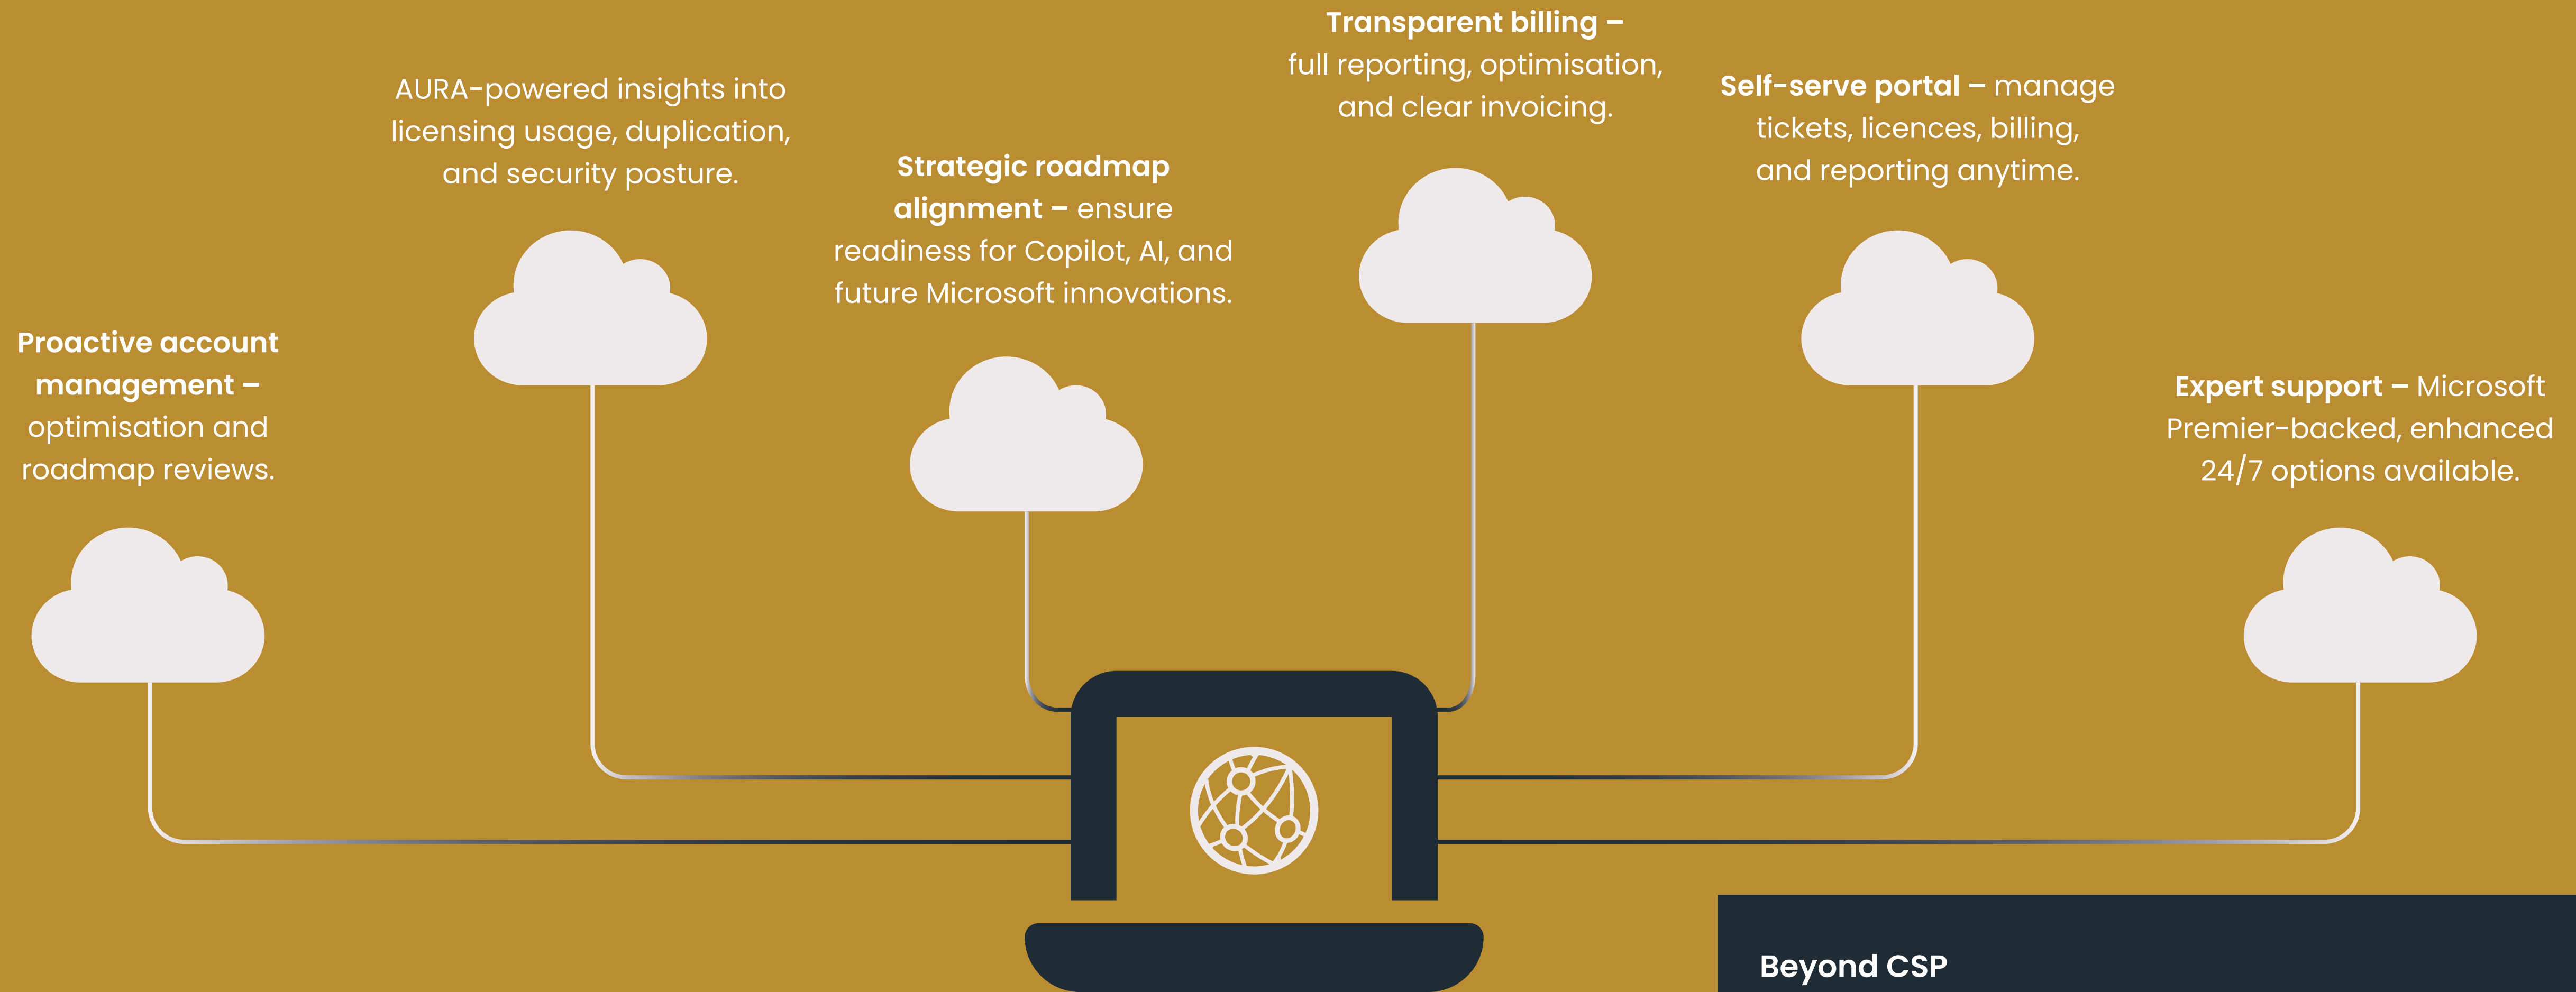 Proactive account
management –
optimisation and
roadmap reviews.
AURA-powered insights into
licensing usage, duplication,
and security posture.
Strategic roadmap
alignment – ensure
readiness for Copilot, AI, and
future Microsoft innovations.
Transparent billing –
full reporting, optimisation,
and clear invoicing.
Self-serve portal – manage
tickets, licences, billing,
and reporting anytime.
Expert support – Microsoft
Premier-backed, enhanced
24/7 options available.
Beyond CSP